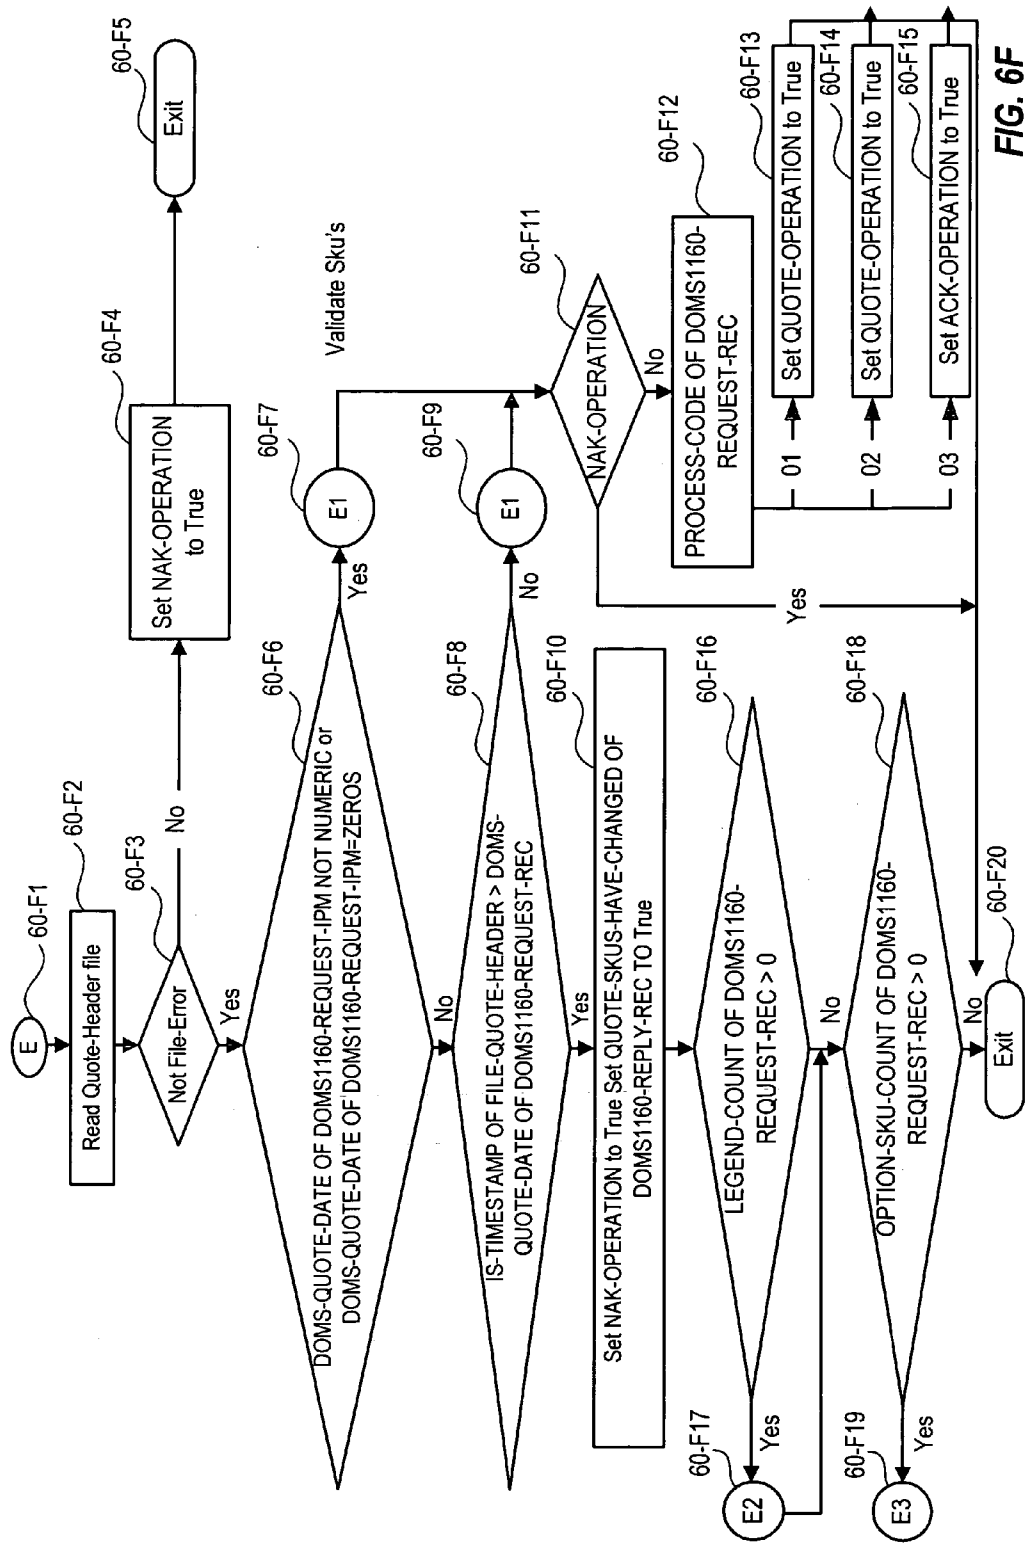 E
60-F1
Read Quote-Header file
60-F2
Not File-Error
60-F3
No
Set NAK-OPERATION
to True
60-F4
Exit
60-F5
Yes
DOMS-QUOTE-DATE OF DOMS1160-REQUEST-IPM NOT NUMERIC or
DOMS-QUOTE-DATE OF DOMS1160-REQUEST-IPM=ZEROS
60-F6
Yes
E1
60-F7
Validate Sku's
No
IS-TIMESTAMP OF FILE-QUOTE-HEADER > DOMS-
QUOTE-DATE OF DOMS1160-REQUEST-REC
60-F8
No
E1
60-F9
Yes
Set NAK-OPERATION to True Set QUOTE-SKUS-HAVE-CHANGED OF
DOMS1160-REPLY-REC TO True
60-F10
NAK-OPERATION
60-F11
Yes
No
PROCESS-CODE OF DOMS1160-
REQUEST-REC
60-F12
01
Set QUOTE-OPERATION to True
60-F13
02
Set QUOTE-OPERATION to True
60-F14
03
Set ACK-OPERATION to True
60-F15
LEGEND-COUNT OF DOMS1160-
REQUEST-REC > 0
60-F16
Yes
E2
60-F17
No
OPTION-SKU-COUNT OF DOMS1160-
REQUEST-REC > 0
60-F18
Yes
E3
60-F19
No
Exit
60-F20
FIG. 6F